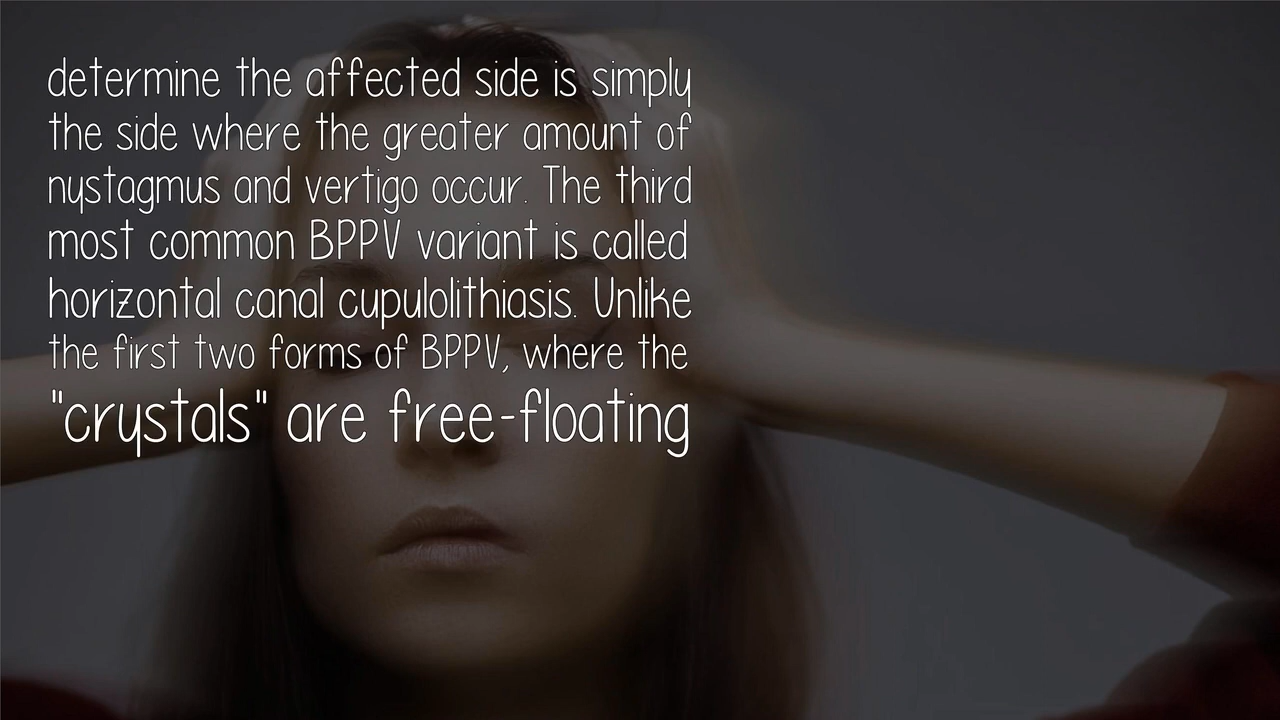 determine the affected side is simply
the side where the greater amount of
nystagmus and vertigo occur. The third
most common BPPV variant is called
horizontal canal cupulolithiasis. Unlike
the first two forms of BPPV, where the
"crystals" are free-floating